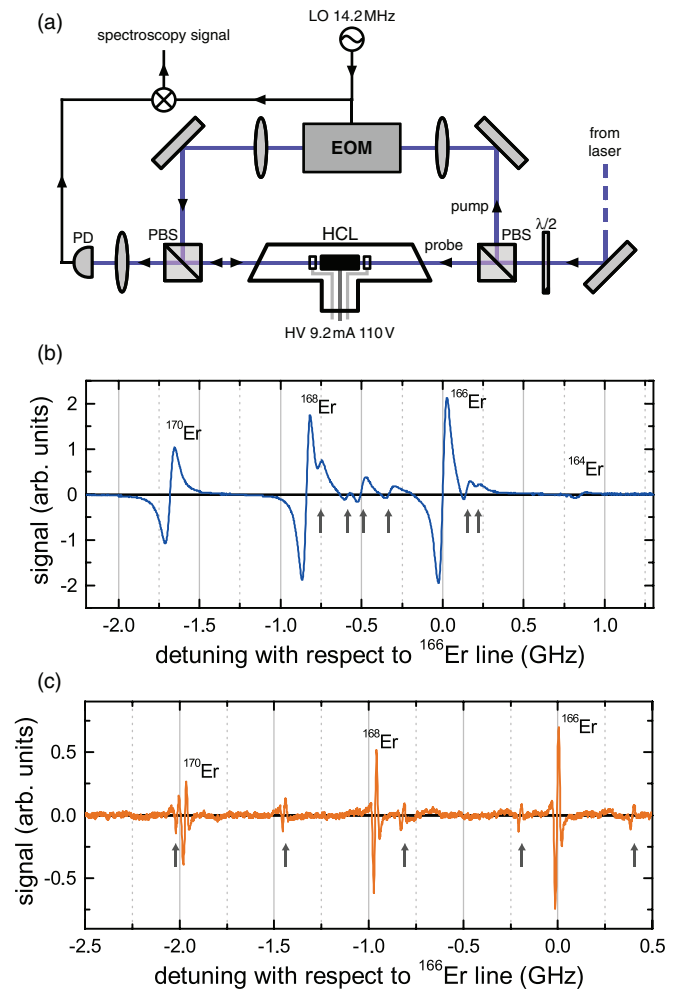 (a)
LO 14.2 MHz
spectroscopy signal
EOM
from
laser
pump
PD
PBS
HCL
probe
PBS
λ/2
HV 9.2 mA 110 V
(b)
signal (arb. units)
2
1
0
-1
-2
¹⁷⁰Er
¹⁶⁸Er
¹⁶⁶Er
¹⁶⁴Er
-2.0 -1.5 -1.0 -0.5 0.0 0.5 1.0
detuning with respect to ¹⁶⁶Er line (GHz)
(c)
signal (arb. units)
0.5
0.0
-0.5
¹⁷⁰Er
¹⁶⁸Er
¹⁶⁶Er
-2.5 -2.0 -1.5 -1.0 -0.5 0.0 0.5
detuning with respect to ¹⁶⁶Er line (GHz)